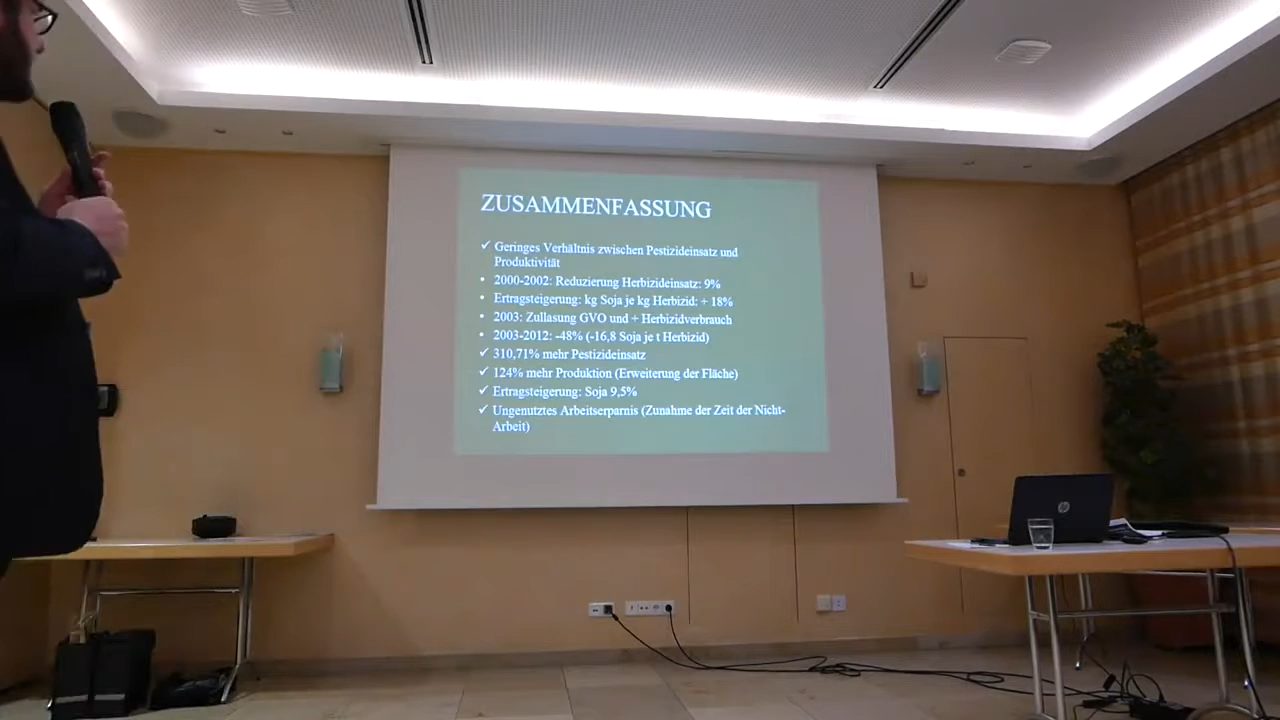 ZUSAMMENFASSUNG
✓ Geringes Verhältnis zwischen Pestizideinsatz und
Produktivität
• 2000-2002: Reduzierung Herbizideinsatz: 9%
• Ertragsteigerung: kg Soja je kg Herbizid: + 18%
• 2003: Zullasung GVO und + Herbizidverbrauch
• 2003-2012: -48% (-16,8 Soja je t Herbizid)
✓ 310,71% mehr Pestizideinsatz
✓ 124% mehr Produktion (Erweiterung der Fläche)
✓ Ertragsteigerung: Soja 9,5%
✓ Ungenutztes Arbeitserparnis (Zunahme der Zeit der Nicht-
Arbeit)
hp